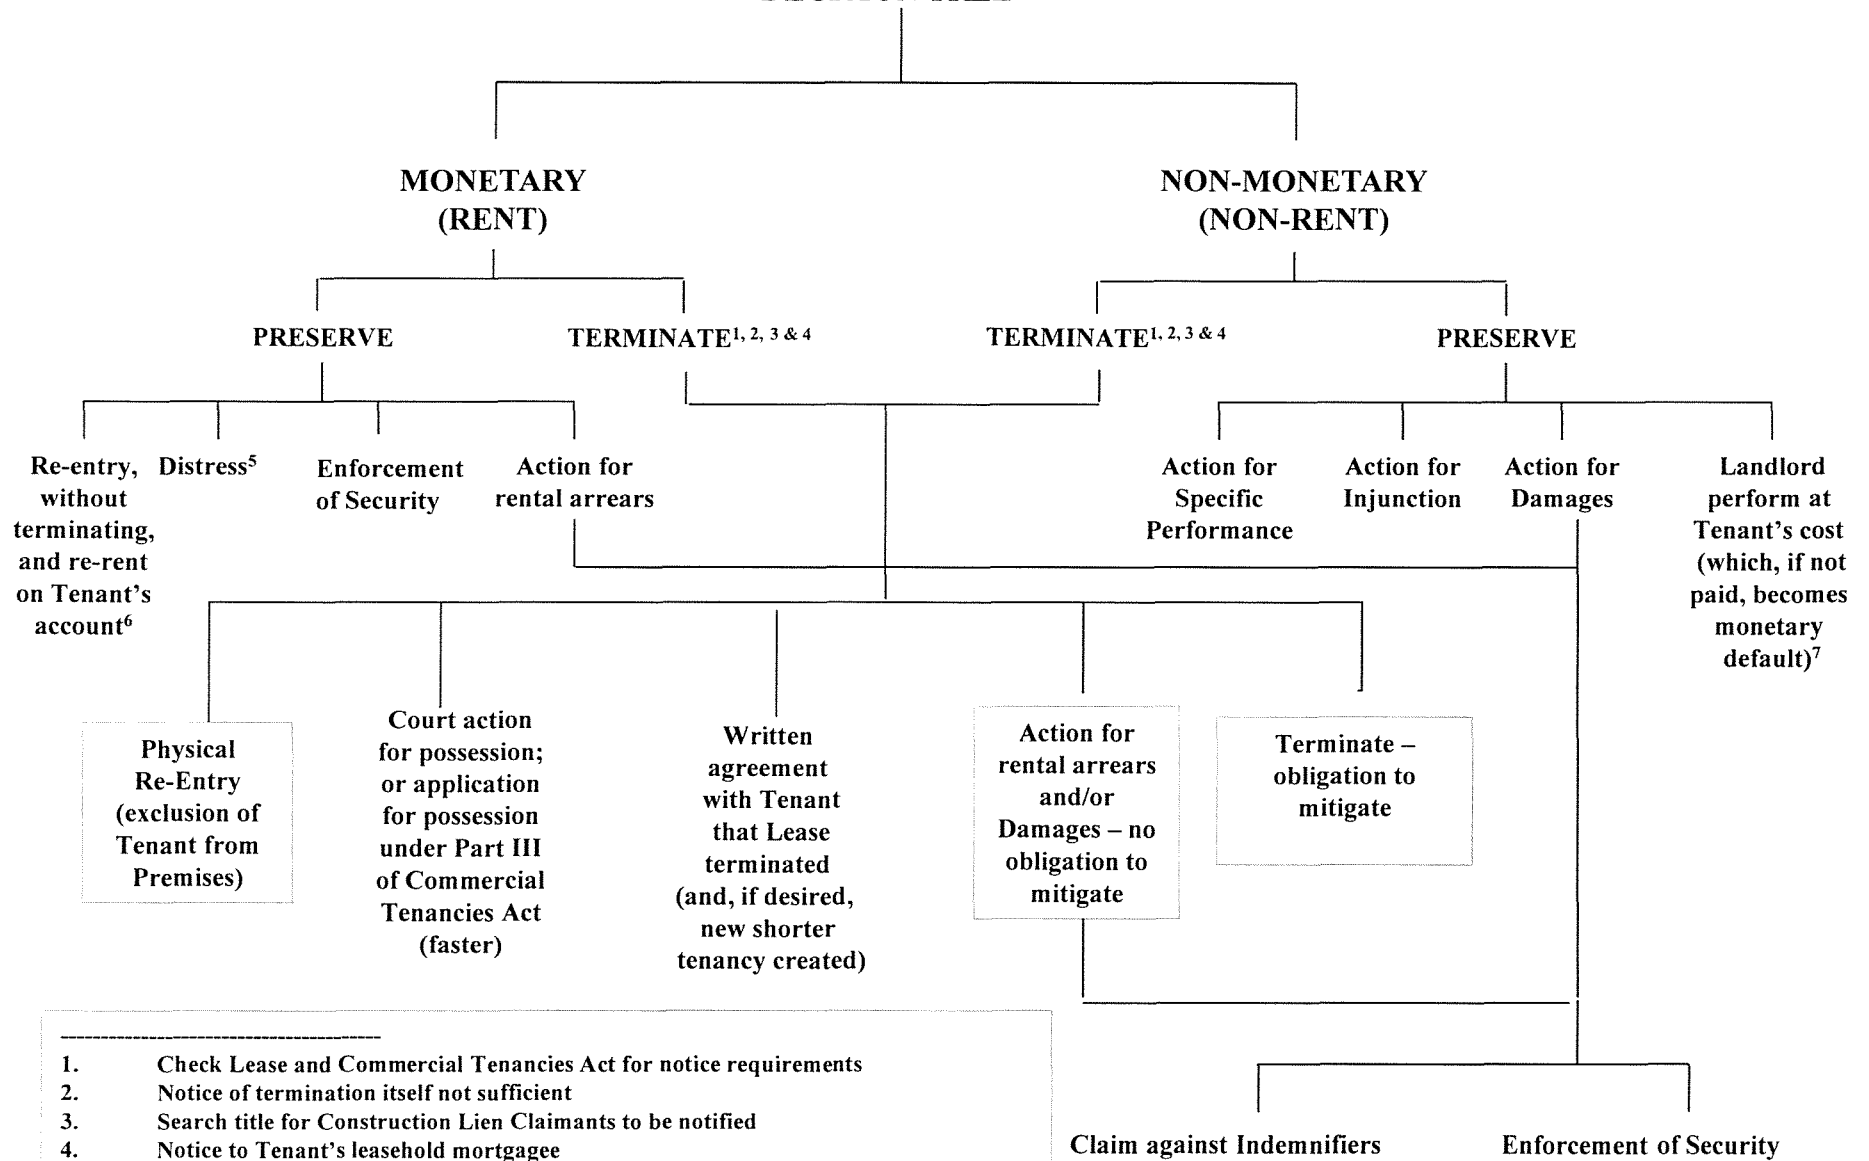 MONETARY
(RENT)
NON-MONETARY
(NON-RENT)
PRESERVE
TERMINATE1, 2, 3 & 4
TERMINATE1, 2, 3 & 4
PRESERVE
Re-entry,
without
terminating,
and re-rent
on Tenant's
account6
Distress5
Enforcement
of Security
Action for
rental arrears
Action for
Specific
Performance
Action for
Injunction
Action for
Damages
Landlord
perform at
Tenant's cost
(which, if not
paid, becomes
monetary
default)7
Physical
Re-Entry
(exclusion of
Tenant from
Premises)
Court action
for possession;
or application
for possession
under Part III
of Commercial
Tenancies Act
(faster)
Written
agreement
with Tenant
that Lease
terminated
(and, if desired,
new shorter
tenancy created)
Action for
rental arrears
and/or
Damages – no
obligation to
mitigate
Terminate –
obligation to
mitigate
1. Check Lease and Commercial Tenancies Act for notice requirements
2. Notice of termination itself not sufficient
3. Search title for Construction Lien Claimants to be notified
4. Notice to Tenant's leasehold mortgagee
Claim against Indemnifiers
Enforcement of Security